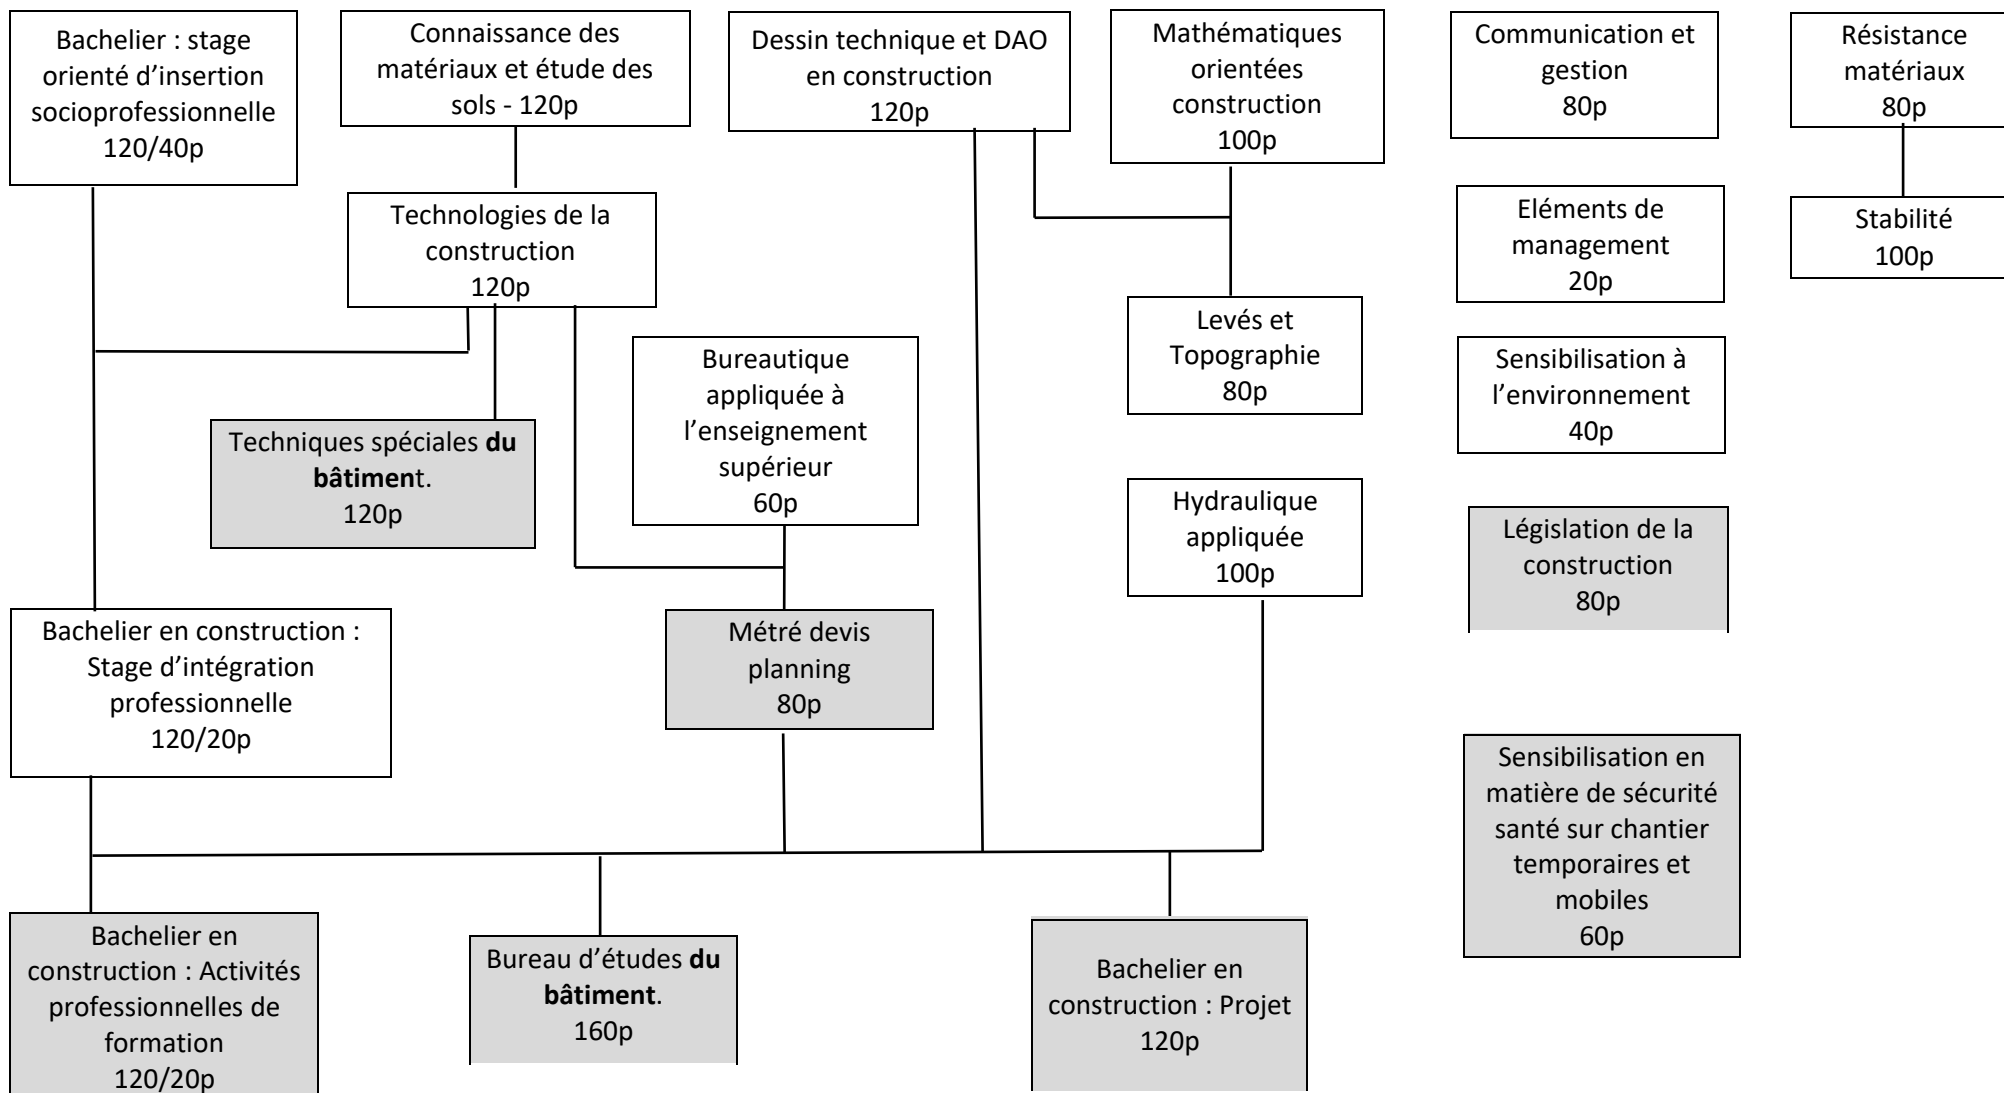 Bachelier : stage
orienté d’insertion
socioprofessionnelle
120/40p
Connaissance des
matériaux et étude des
sols - 120p
Dessin technique et DAO
en construction
120p
Mathématiques
orientées
construction
100p
Communication et
gestion
80p
Résistance
matériaux
80p
Technologies de la
construction
120p
Eléments de
management
20p
Stabilité
100p
Levés et
Topographie
80p
Bureautique
appliquée à
l’enseignement
supérieur
60p
Sensibilisation à
l’environnement
40p
Techniques spéciales du
bâtiment.
120p
Hydraulique
appliquée
100p
Législation de la
construction
80p
Bachelier en construction :
Stage d’intégration
professionnelle
120/20p
Métré devis
planning
80p
Sensibilisation en
matière de sécurité
santé sur chantier
temporaires et
mobiles
60p
Bachelier en
construction : Activités
professionnelles de
formation
120/20p
Bureau d’études du
bâtiment.
160p
Bachelier en
construction : Projet
120p